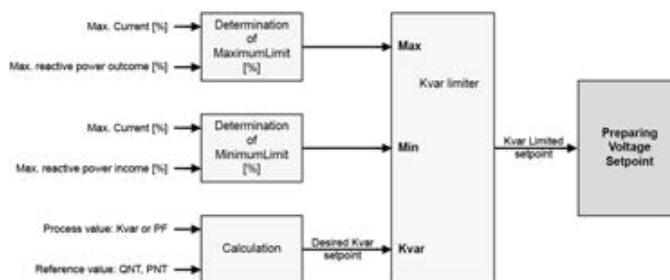 Max. Current [%]
Max. reactive power outcome [%]
Determination
of
MaximumLimit
[%]
Max
Kvar limiter
Max. Current [%]
Max. reactive power income [%]
Determination
of
MinimumLimit
[%]
Min
Kvar Limited
setpoint
Preparing
Voltage
Setpoint
Process value: Kvar or PF
Reference value: QNT, PNT
Calculation
Desired Kvar
setpoint
Kvar